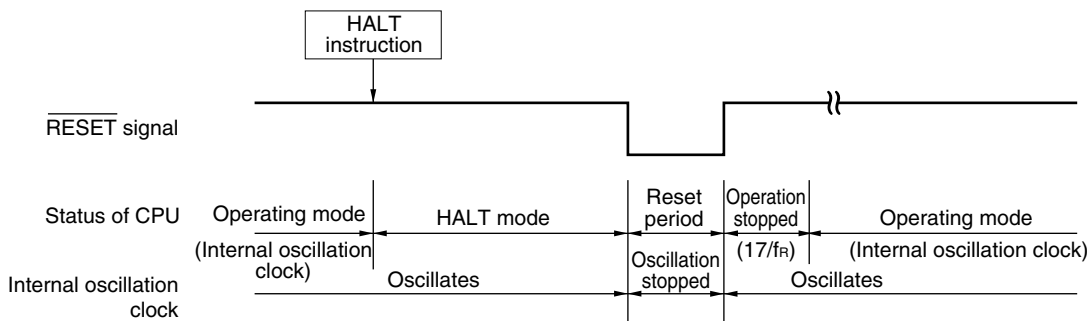 HALT
instruction
RESET signal
Status of CPU
Operating mode
HALT mode
Reset
period
Operation
stopped
Operating mode
(Internal oscillation
clock)
(17/fR)
(Internal oscillation clock)
Internal oscillation
clock
Oscillates
Oscillation
stopped
Oscillates